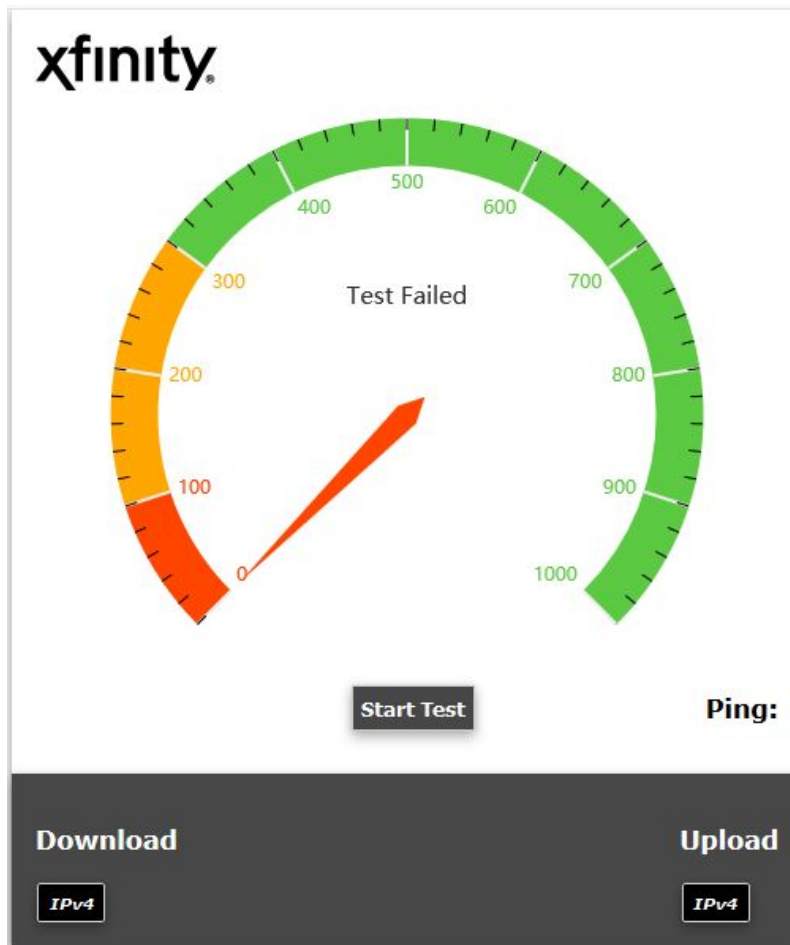 xfinity®
500
400 600
300 700
Test Failed
200 800
100 900
0 1000
Start Test Ping:
Download Upload
IPv4 IPv4